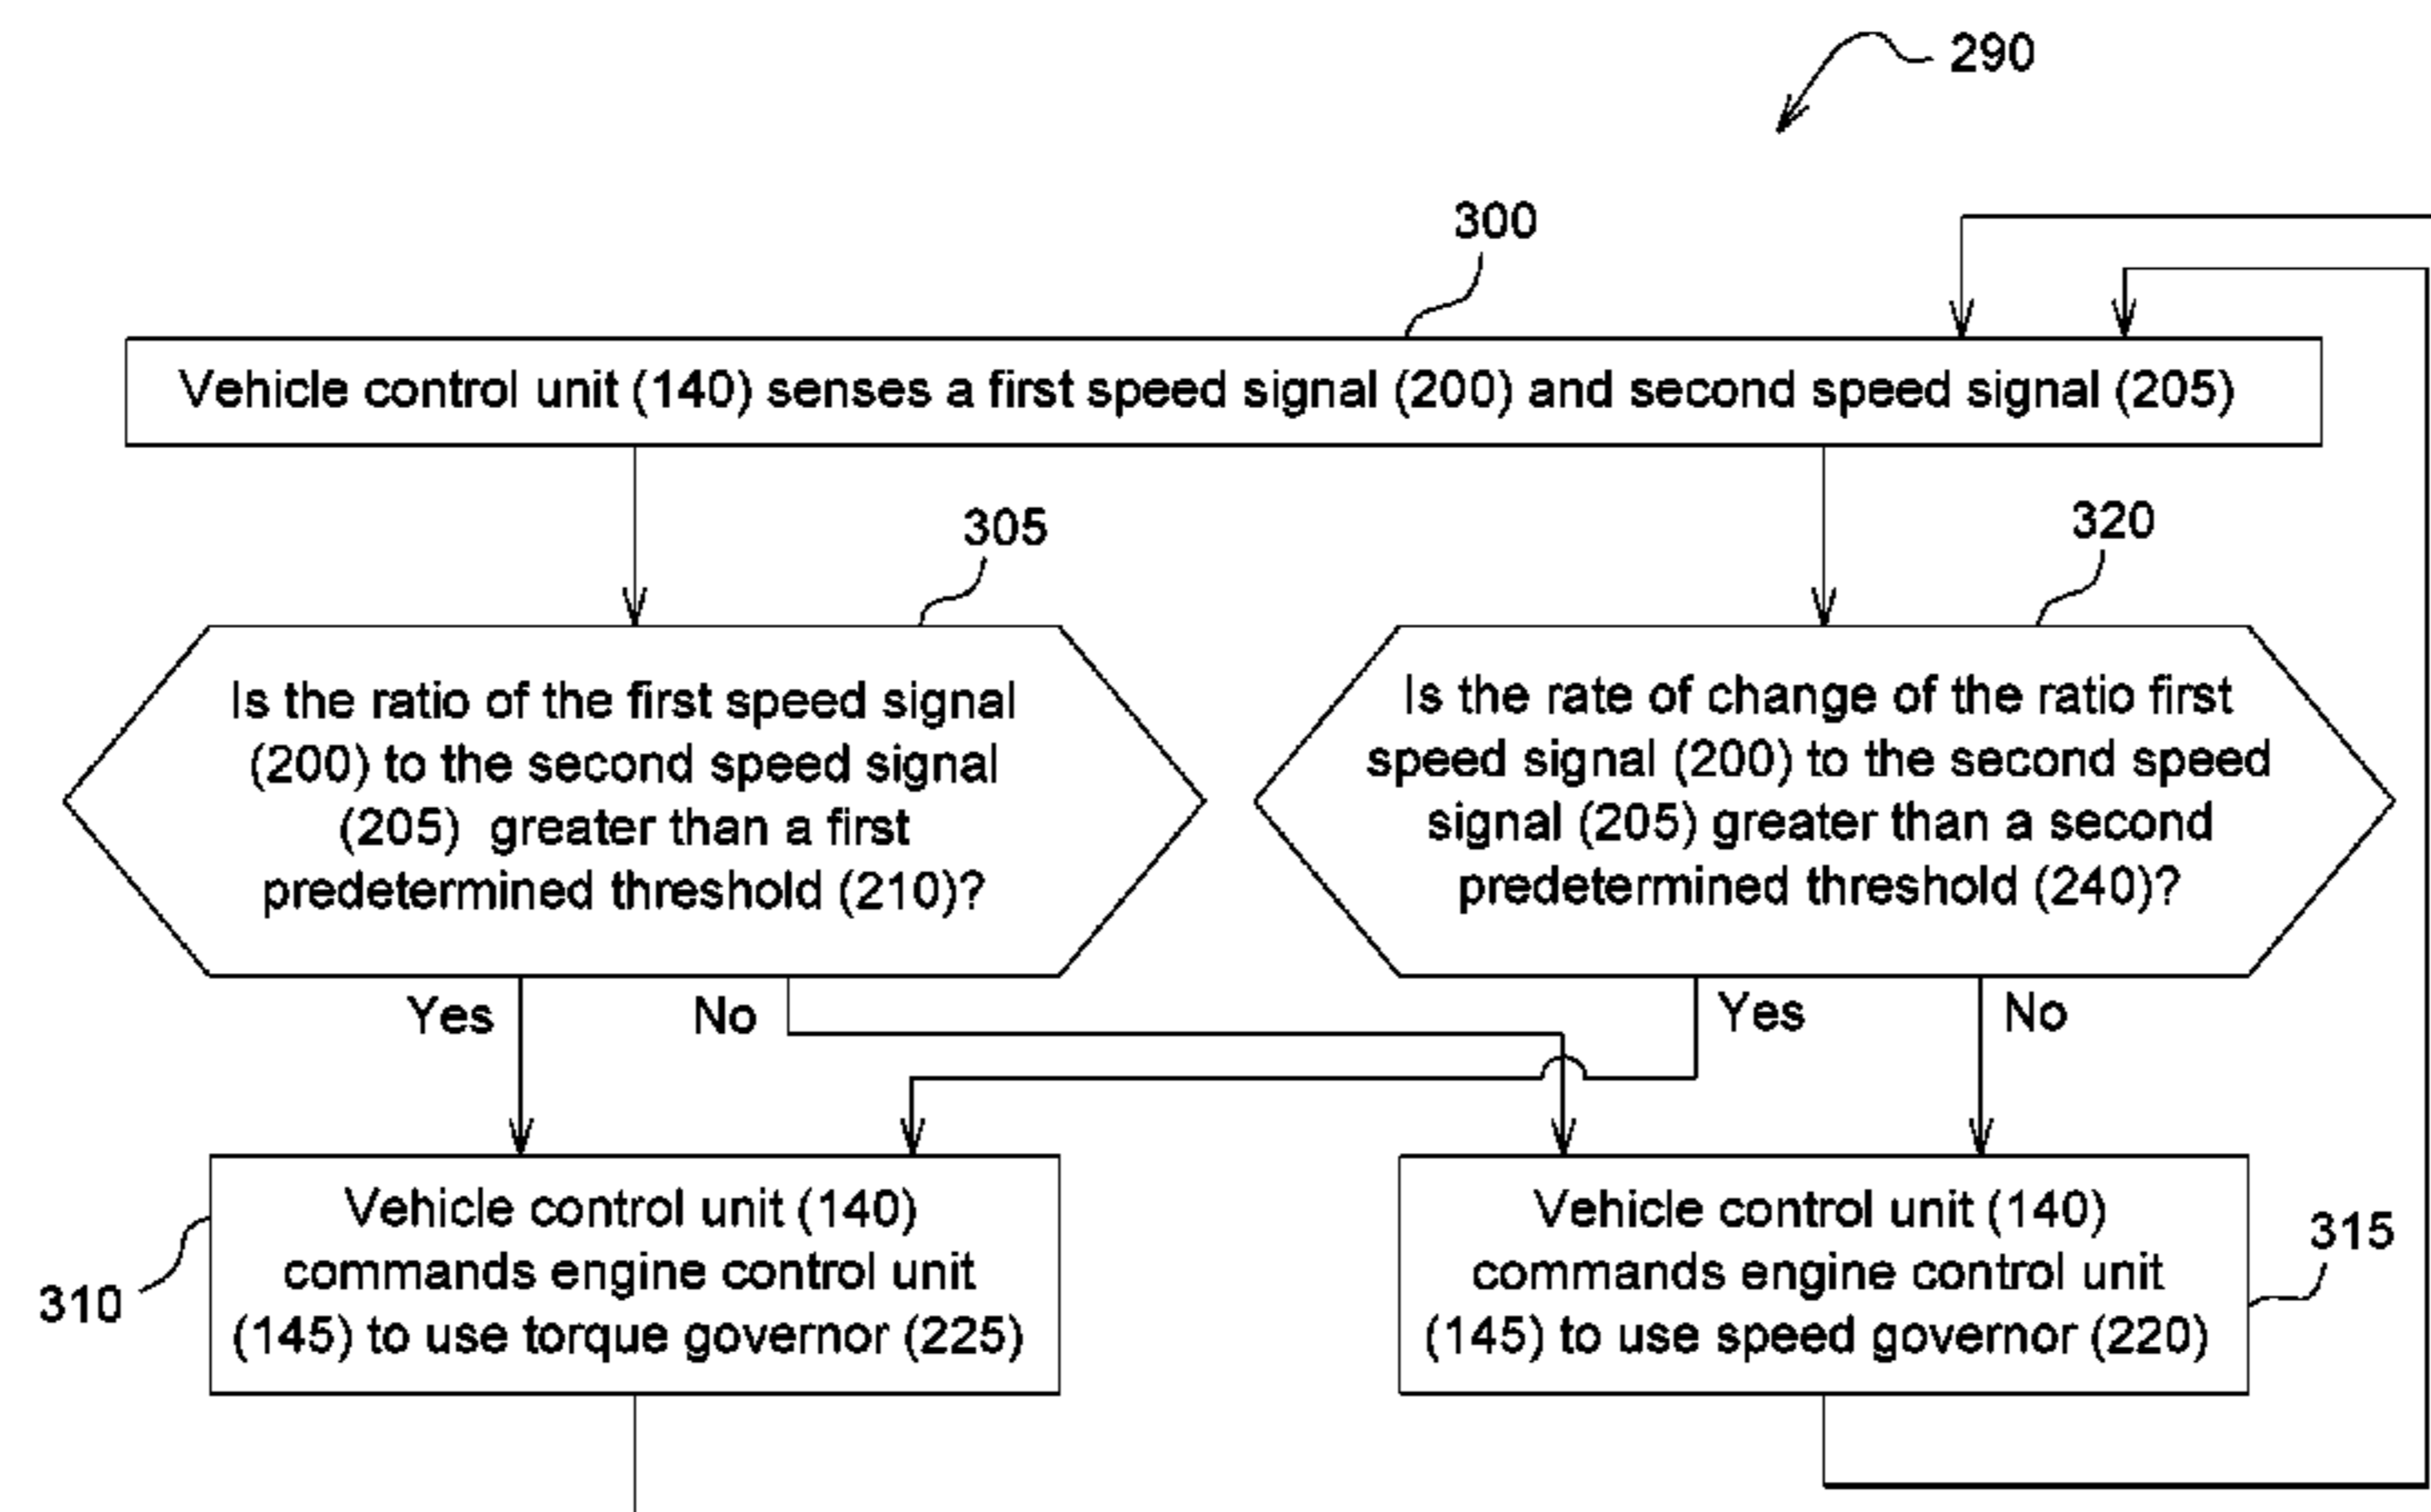 290
300
Vehicle control unit (140) senses a first speed signal (200) and second speed signal (205)
305
Is the ratio of the first speed signal
(200) to the second speed signal
(205) greater than a first
predetermined threshold (210)?
320
Is the rate of change of the ratio first
speed signal (200) to the second speed
signal (205) greater than a second
predetermined threshold (240)?
Yes
No
Yes
No
310
Vehicle control unit (140)
commands engine control unit
(145) to use torque governor (225)
Vehicle control unit (140)
commands engine control unit
(145) to use speed governor (220)
315